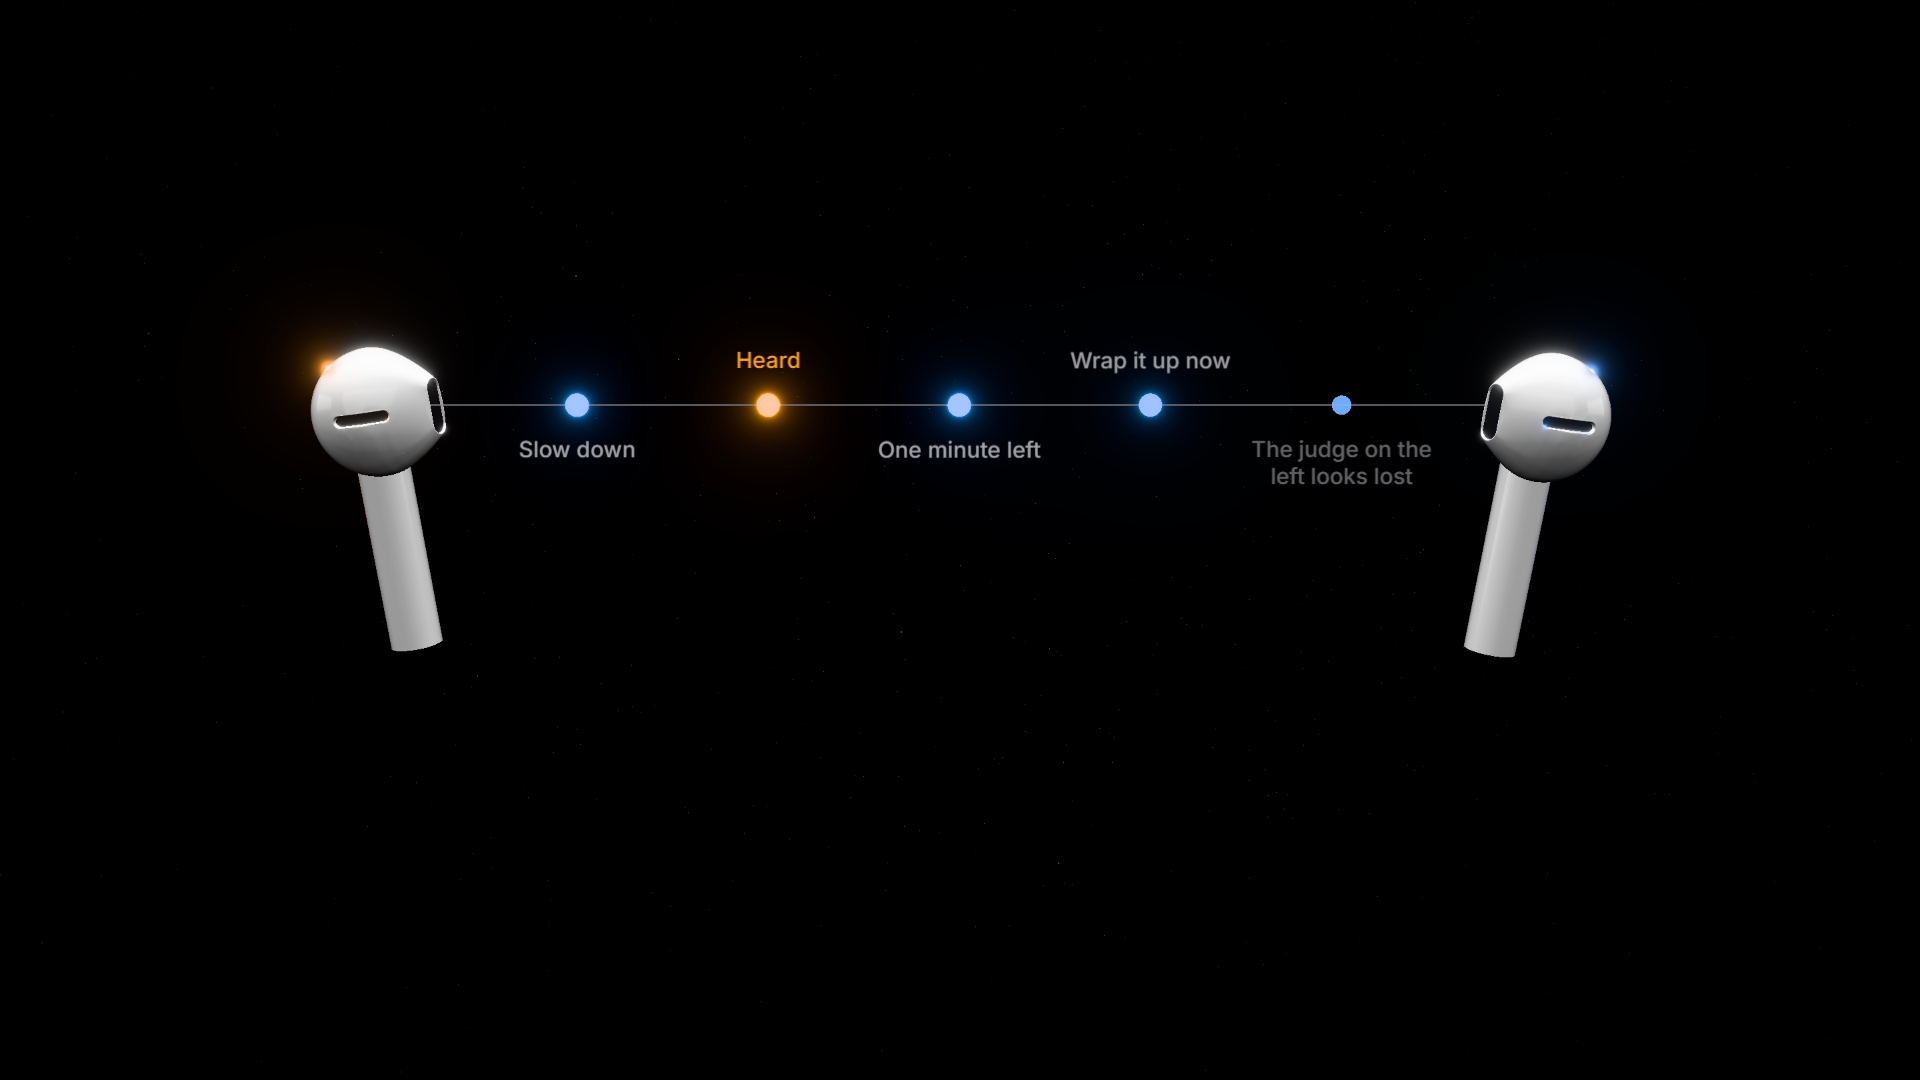 Heard
Wrap it up now
Slow down
One minute left
The judge on the
left looks lost